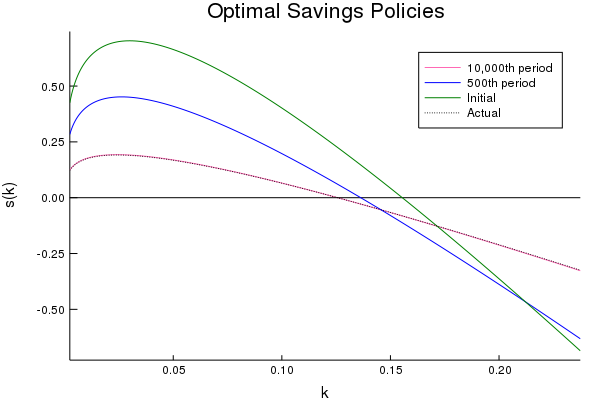 Optimal Savings Policies
10,000th period
500th period
Initial
Actual
0.50
0.25
0.00
-0.25
-0.50
s(k)
0.05 0.10 0.15 0.20
k